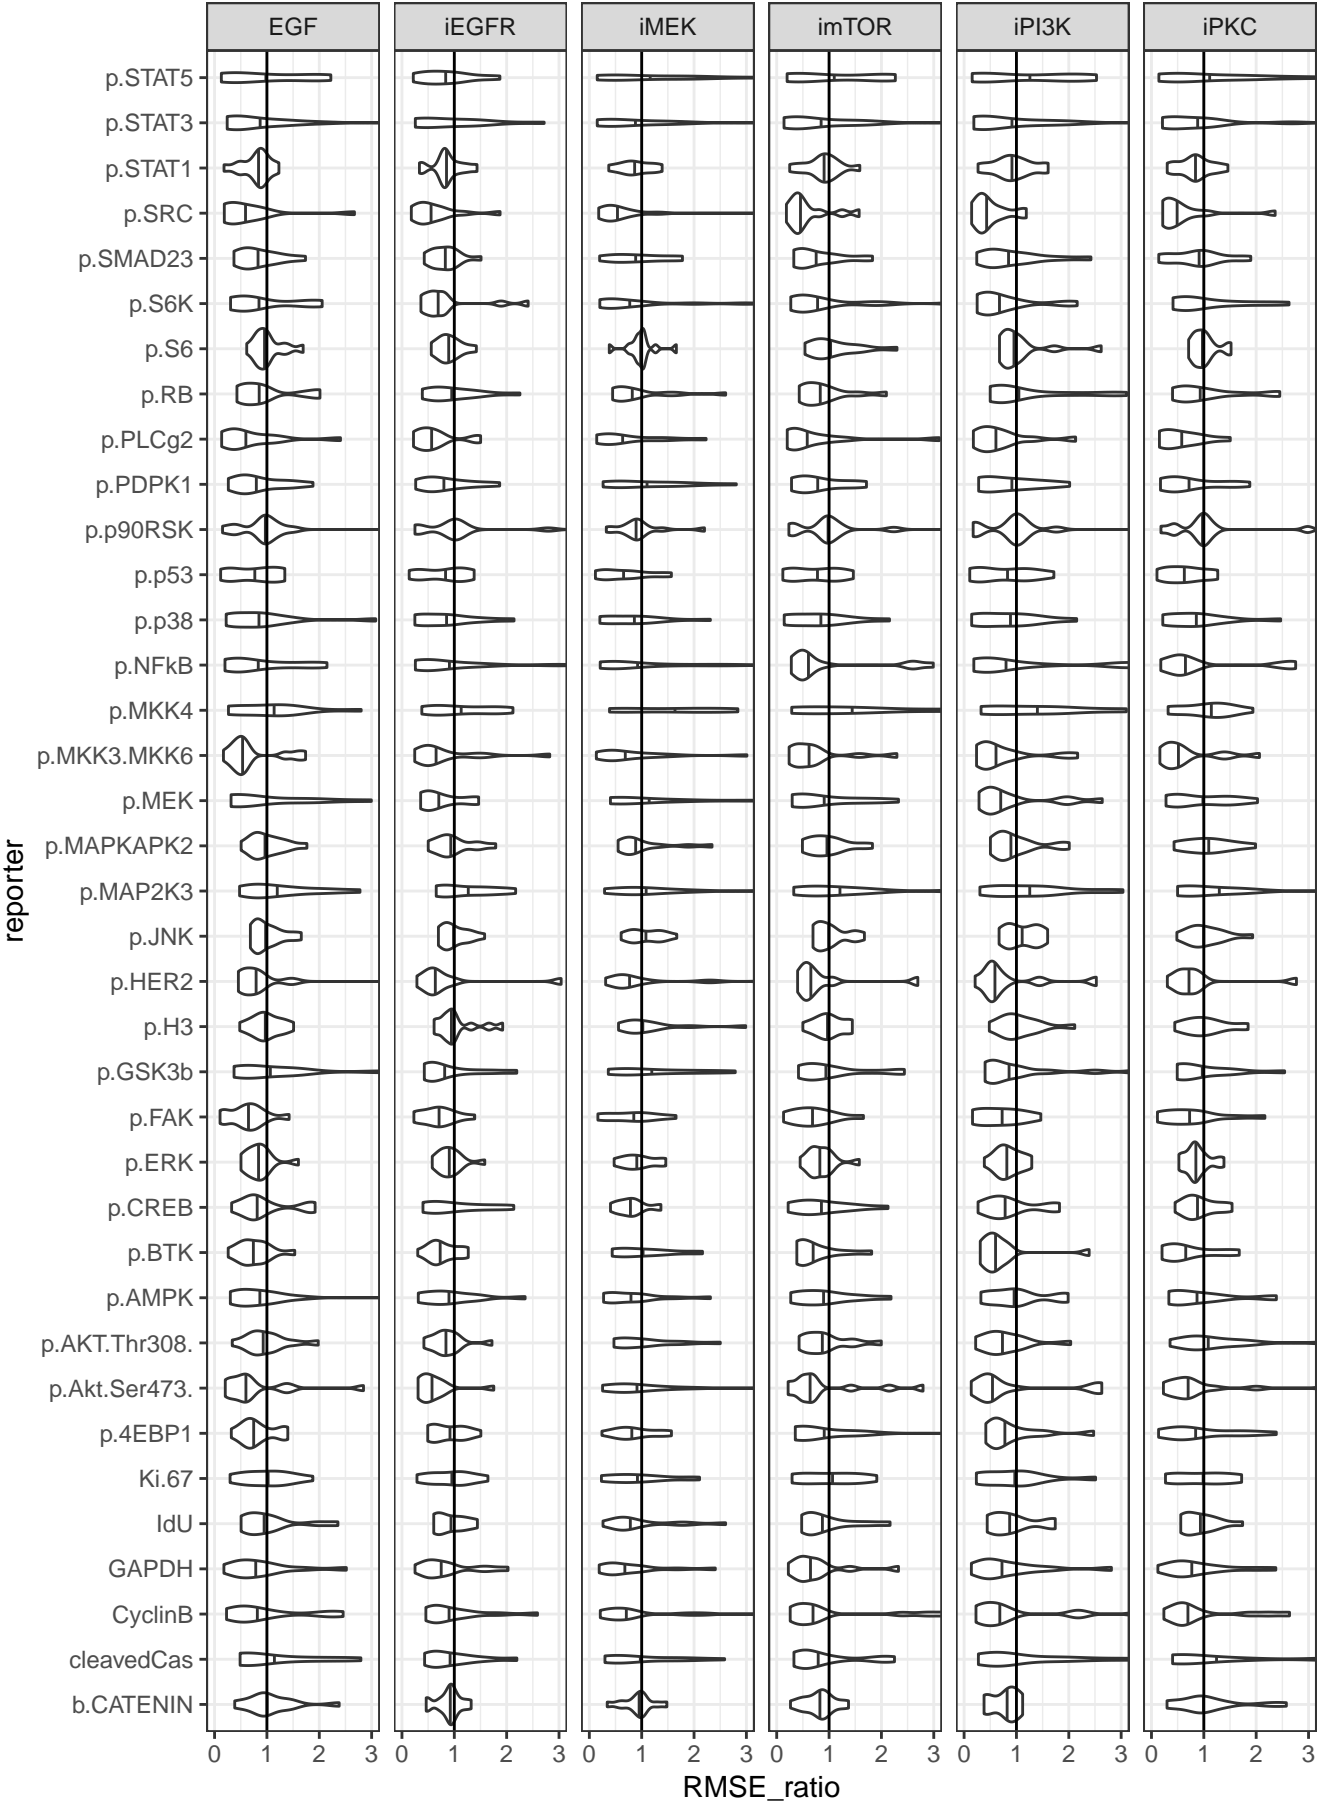 EGF iEGFR iMEK imTOR iPI3K iPKC
p.STAT5
p.STAT3
p.STAT1
p.SRC
p.SMAD23
p.S6K
p.S6
p.RB
p.PLCg2
p.PDPK1
p.p90RSK
p.p53
p.p38
p.NFkB
p.MKK4
p.MKK3.MKK6
p.MEK
p.MAPKAPK2
p.MAP2K3
p.JNK
p.HER2
p.H3
p.GSK3b
p.FAK
p.ERK
p.CREB
p.BTK
p.AMPK
p.AKT.Thr308.
p.Akt.Ser473.
p.4EBP1
Ki.67
IdU
GAPDH
CyclinB
cleavedCas
b.CATENIN
reporter
0 1 2 3 0 1 2 3 0 1 2 3 0 1 2 3 0 1 2 3 0 1 2 3
RMSE_ratio